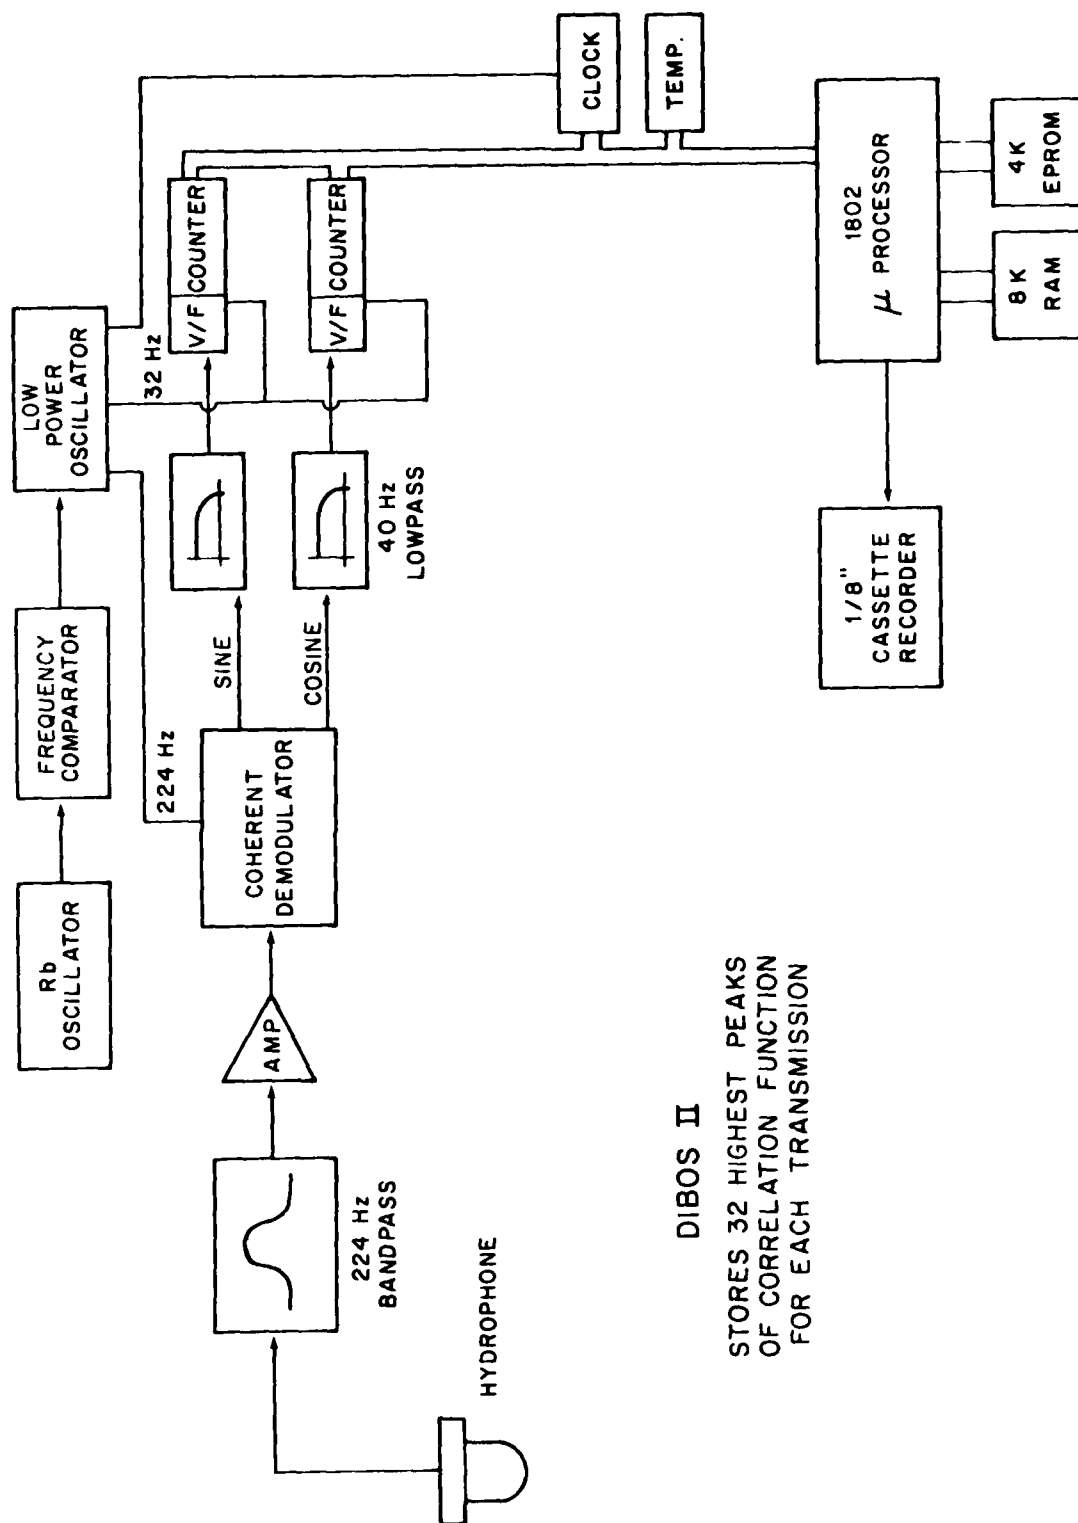 Rb
OSCILLATOR
FREQUENCY
COMPARATOR
LOW
POWER
OSCILLATOR
224 Hz
32 Hz
HYDROPHONE
224 Hz
BANDPASS
AMP
COHERENT
DEMODULATOR
SINE
COSINE
40 Hz
LOWPASS
V/F COUNTER
V/F COUNTER
CLOCK
TEMP.
1802
μ PROCESSOR
8K
RAM
4K
EPROM
1/8"
CASSETTE
RECORDER
DIBOS II
STORES 32 HIGHEST PEAKS
OF CORRELATION FUNCTION
FOR EACH TRANSMISSION